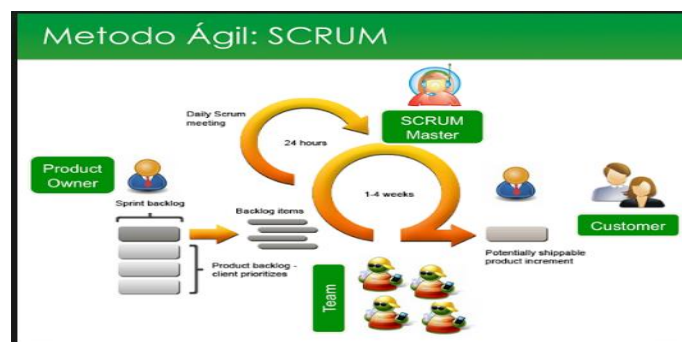 Metodo Ágil: SCRUM
Daily Scrum
meeting
24 hours
SCRUM
Master
Product
Owner
Sprint backlog
Backlog items
1-4 weeks
Customer
Product backlog -
client prioritizes
Potentially shippable
product increment
Team